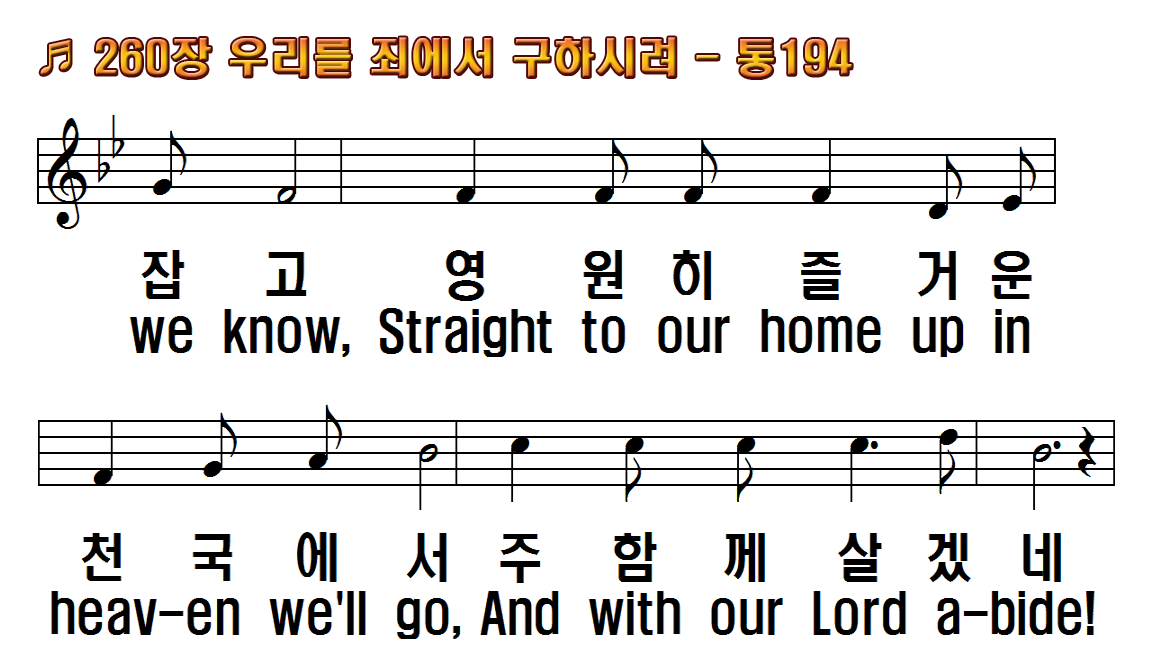 ♬ 260장 우리를 죄에서 구하시려 - 통194
잡 고 영 원 히 즐 거 운
we know, Straight to our home up in
천 국 에 서 주 함 께 살 겠 네
heav-en we'll go, And with our Lord a-bide!